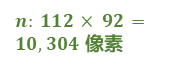 n: 112 × 92 =
10, 304 像素